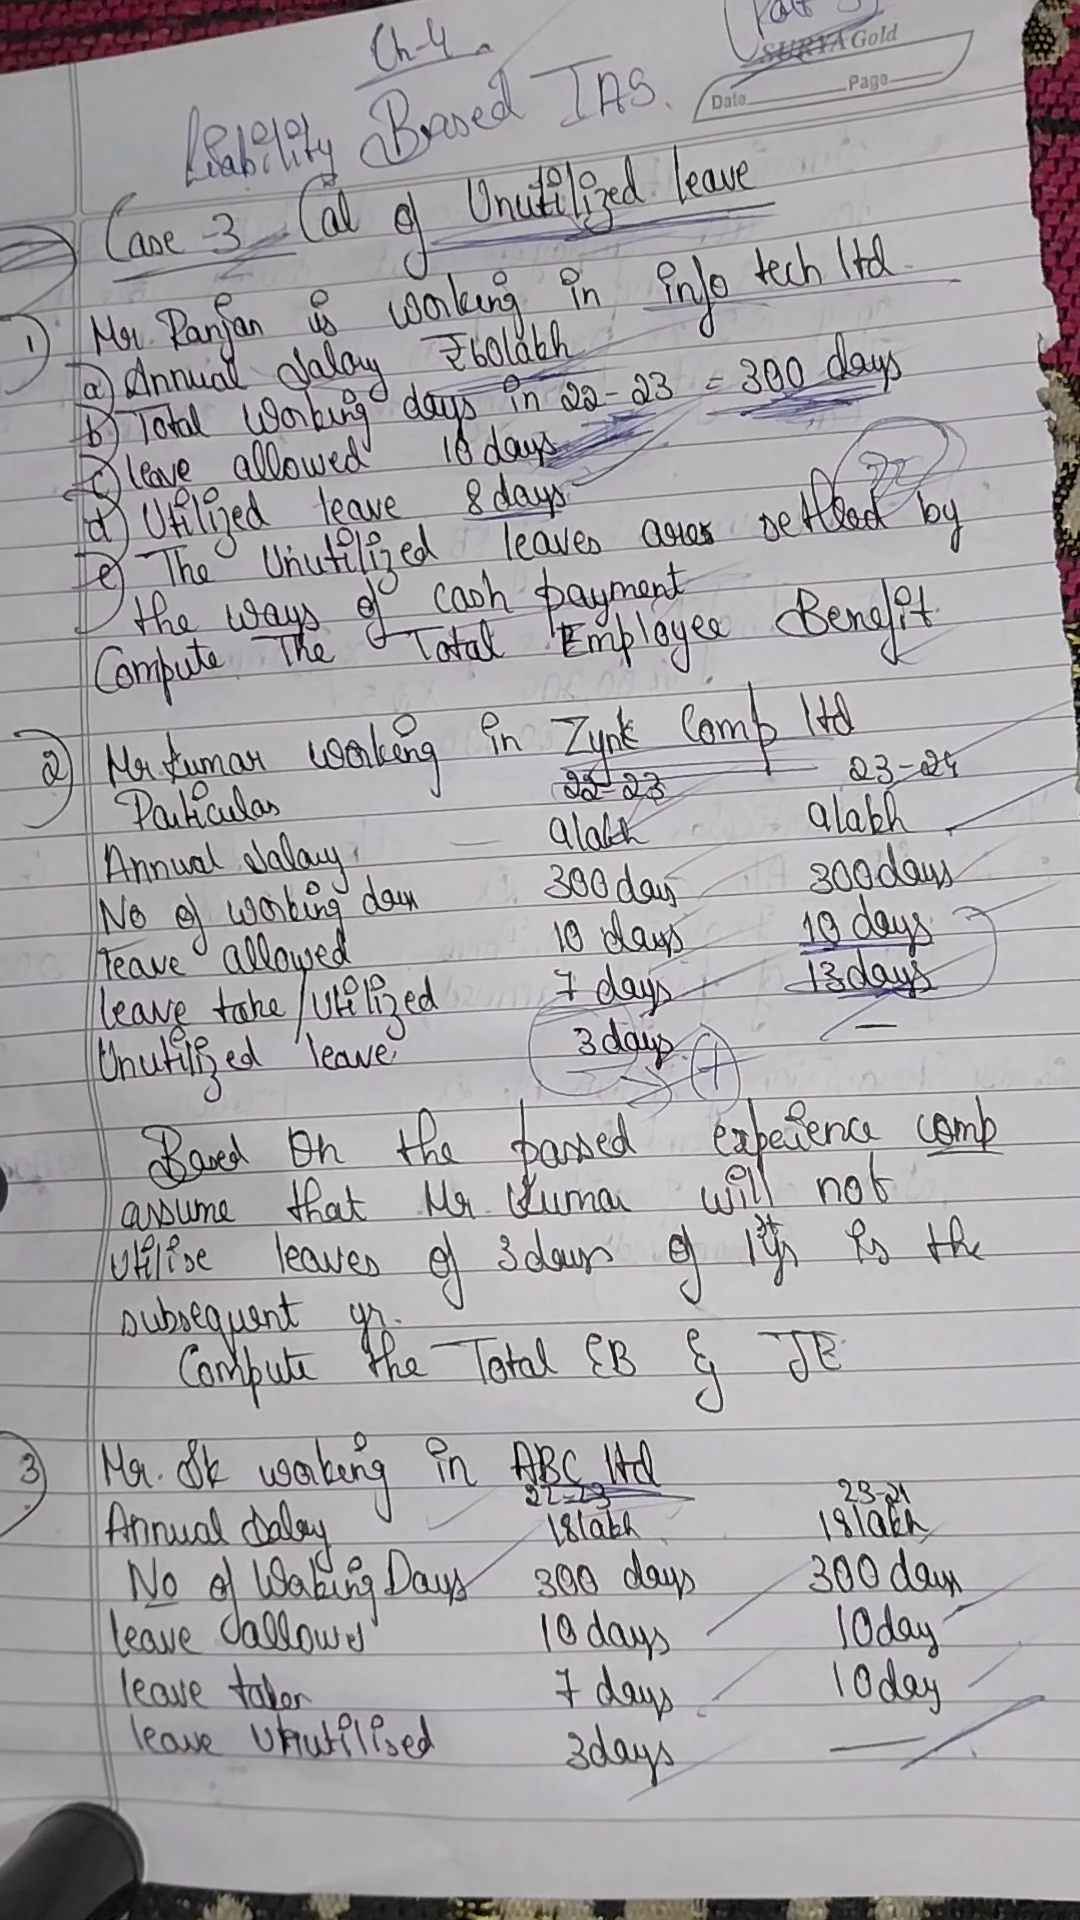 Ch-4
SURYA Gold
Date Page
Liability Based IAS.
Case-3 Cal of Unutilized leave
1) Mr. Ranjan is working in info tech ltd
a) Annual Salay ₹60lakh
b) Total working days in 22-23 = 300 days
c) leave allowed 10 days
d) Utilized leave 8 days
e) The Unutilized leaves ares settled by
the ways of cash payment
Compute The Total Employee Benefit
2) Mr Kumar working in Zynk Comp ltd
Particulas 22-23 23-24
Annual Salary 9lakh 9lakh
No of working days 300 days 300 days
leave allowed 10 days 10 days
leave take/Utilized 7 days 13 days
Unutilized leave 3 days —
+
Based On the passed expeience comp
assume that Mr. Kumar will not
Utilise leaves of 3 days of 1st yr is the
subsequent yr.
Compute the Total EB & JE
3) Mr. Sk working in ABC ltd
22-23 23-24
Annual Salay 18lakh 18lakh
No of Woking Days 300 days 300 days
leave allowed 10 days 10 day
leave taken 7 days 10 day
leave Unutilised 3 days —